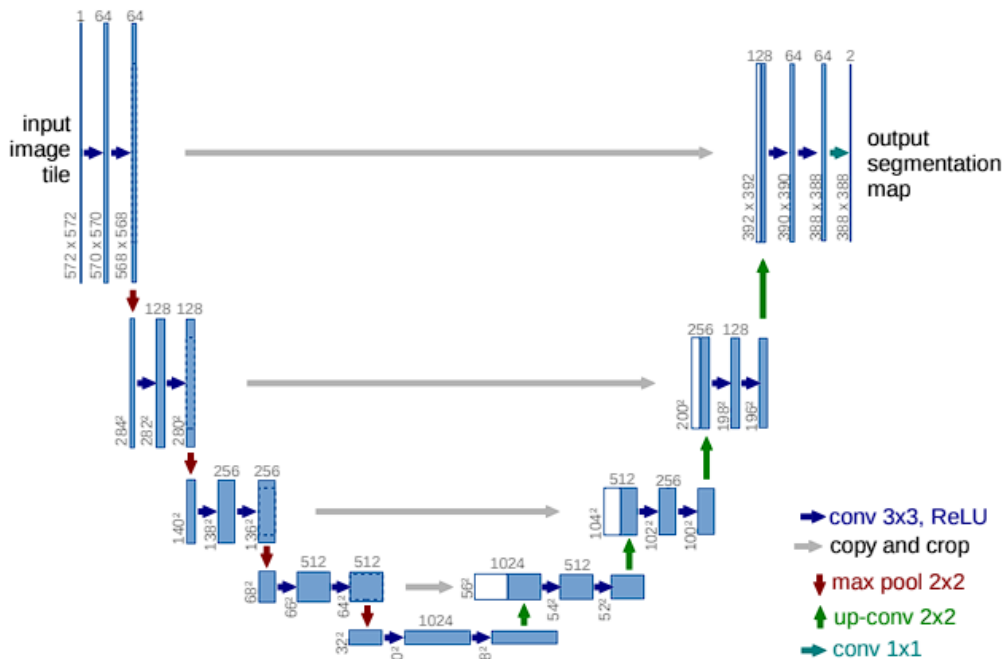 1 64 64
128 64 64 2
input
image
tile
output
segmentation
map
572 x 572
570 x 570
568 x 568
392 x 392
390 x 390
388 x 388
388 x 388
128 128
256 128
284²
282²
280²
200²
198²
196²
256 256
512 256
140²
138²
136²
104²
102²
100²
conv 3x3, ReLU
copy and crop
max pool 2x2
up-conv 2x2
conv 1x1
512 512
1024 512
68²
66²
64²
56²
54²
52²
1024
32²